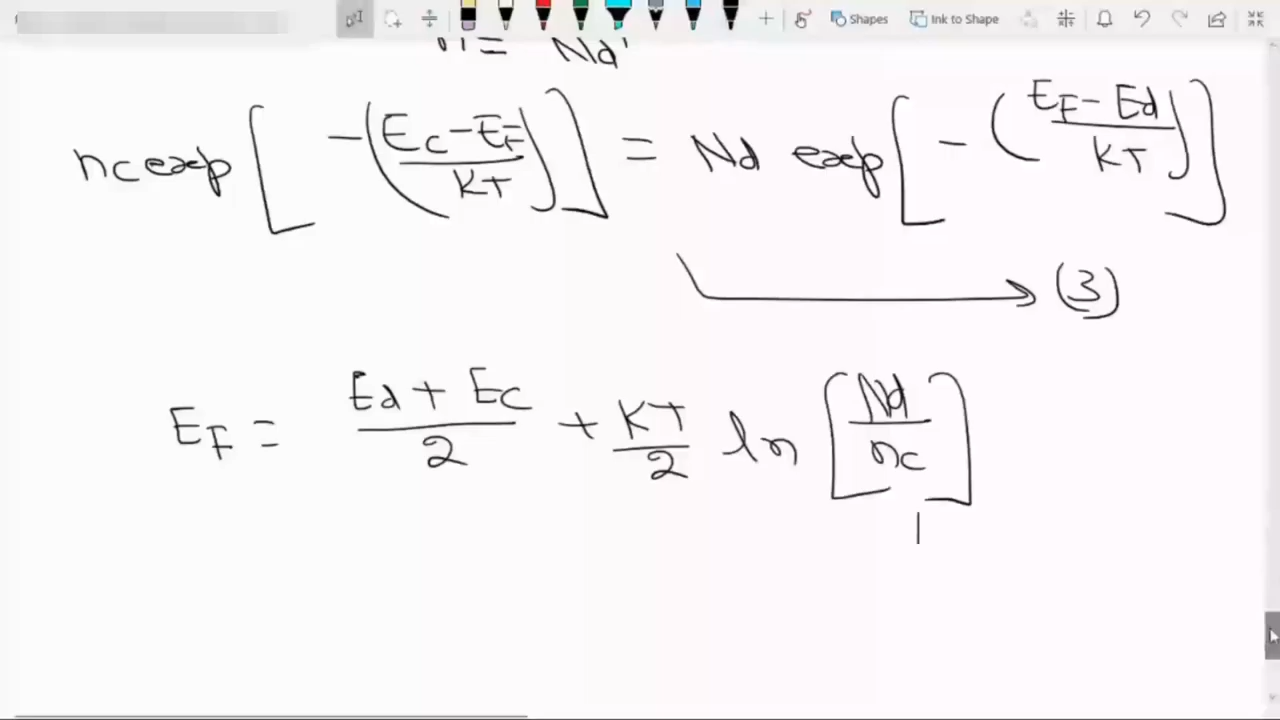 Shapes Ink to Shape
n = Nd'
nc exp [ -( Ec - EF / KT ) ] = Nd exp [ -( EF - Ed / KT ) ]
(3)
EF = Ed + Ec / 2 + KT / 2 ln [ Nd / nc ]